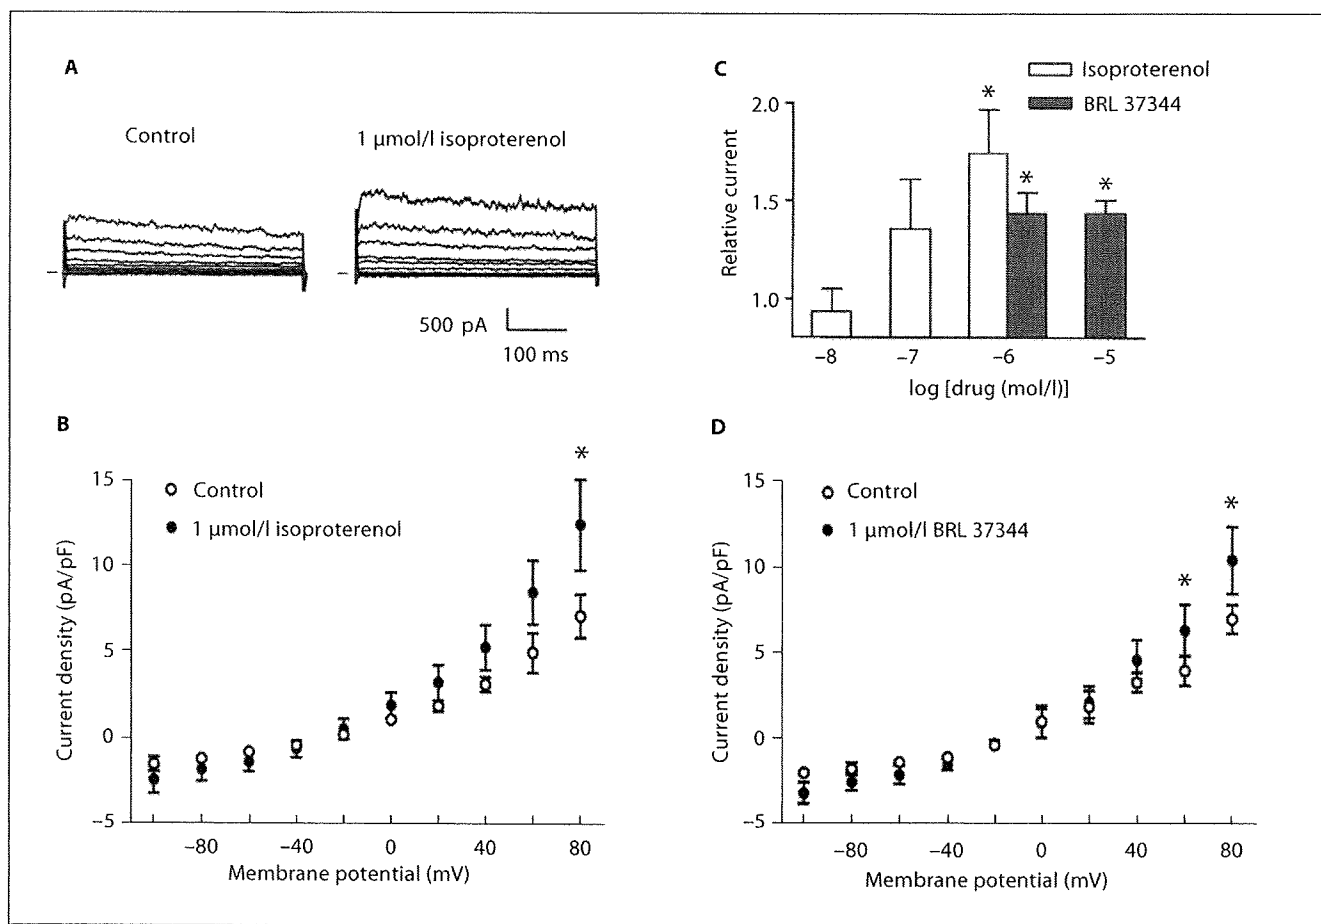 A
Control
1 µmol/l isoproterenol
–
–
500 pA
100 ms
C
Isoproterenol
BRL 37344
*
*
*
2.0
1.5
1.0
Relative current
–8
–7
–6
–5
log [drug (mol/l)]
B
*
Control
1 µmol/l isoproterenol
15
10
5
0
–5
Current density (pA/pF)
–80
–40
0
40
80
Membrane potential (mV)
D
*
*
Control
1 µmol/l BRL 37344
15
10
5
0
–5
Current density (pA/pF)
–80
–40
0
40
80
Membrane potential (mV)